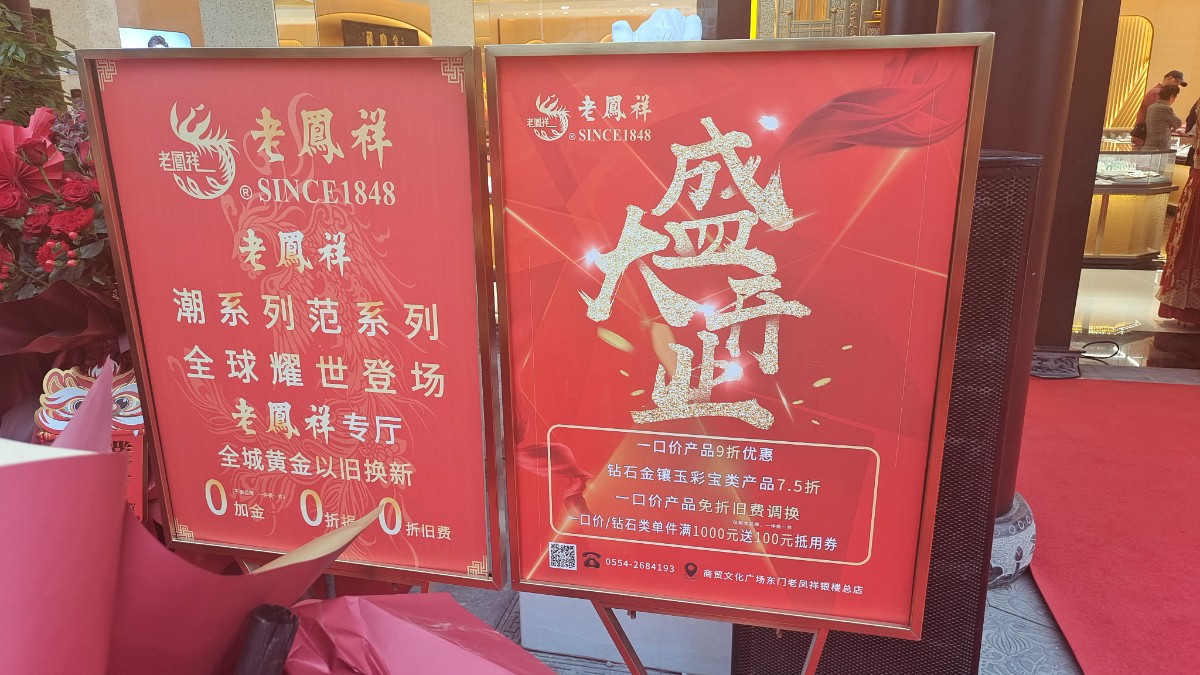 老鳳祥
老鳳祥
® SINCE1848
老鳳祥
潮系列范系列
全球耀世登场
老鳳祥专厅
全城黄金以旧换新
0加金 0折损 0折旧费
老鳳祥
老鳳祥
® SINCE1848
盛大开业
一口价产品9折优惠
钻石金镶玉彩宝类产品7.5折
一口价产品免折旧费调换
一口价/钻石类单件满1000元送100元抵用券
0554-2684193
商贸文化广场东门老凤祥银楼总店